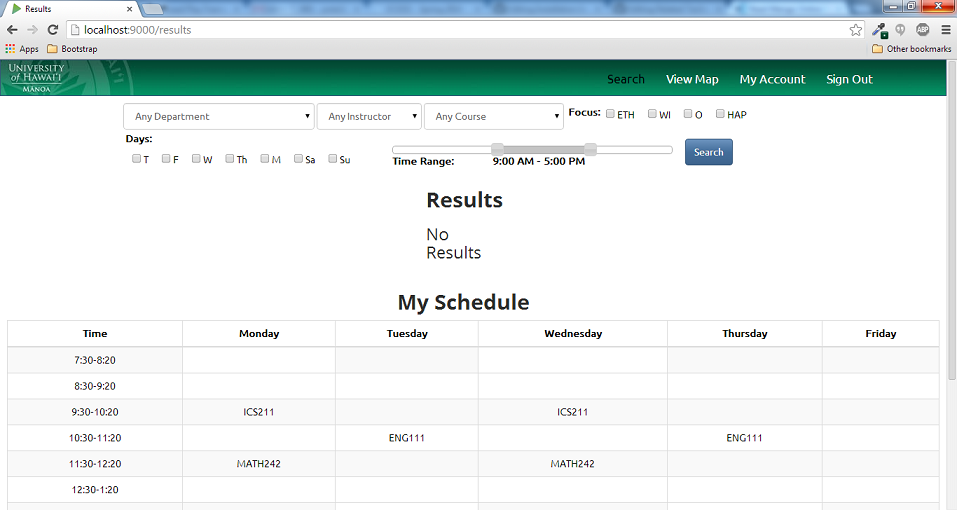 Results
localhost:9000/results
ABP
Apps Bootstrap Other bookmarks
UNIVERSITY
of HAWAI'I
MĀNOA
Search View Map My Account Sign Out
Any Department Any Instructor Any Course Focus: ETH WI O HAP
Days:
T F W Th M Sa Su
Time Range: 9:00 AM - 5:00 PM
Search
Results
No
Results
My Schedule
Time Monday Tuesday Wednesday Thursday Friday
7:30-8:20
8:30-9:20
9:30-10:20 ICS211 ICS211
10:30-11:20 ENG111 ENG111
11:30-12:20 MATH242 MATH242
12:30-1:20